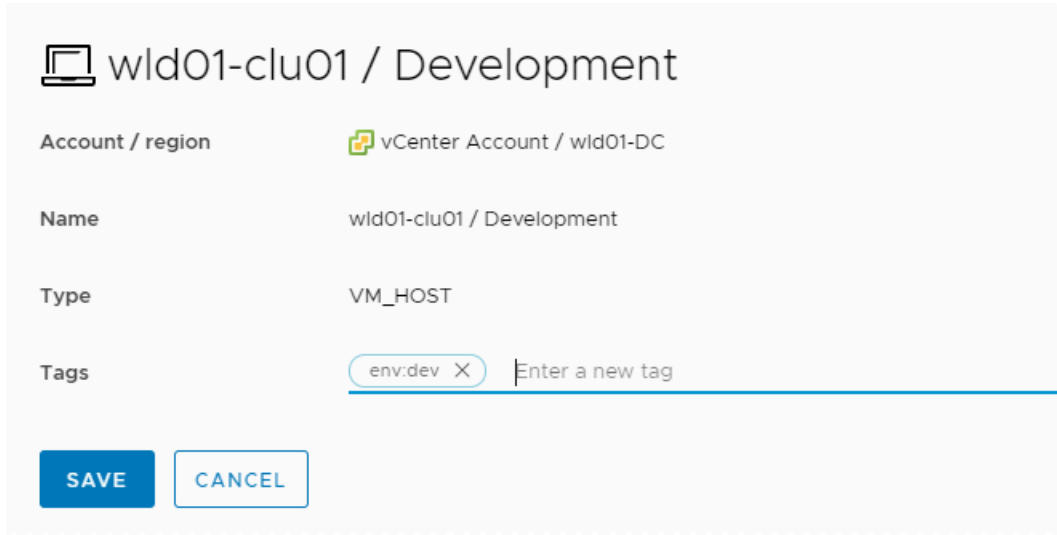 wld01-clu01 / Development
Account / region vCenter Account / wld01-DC
Name wld01-clu01 / Development
Type VM_HOST
Tags env:dev Enter a new tag
SAVE CANCEL